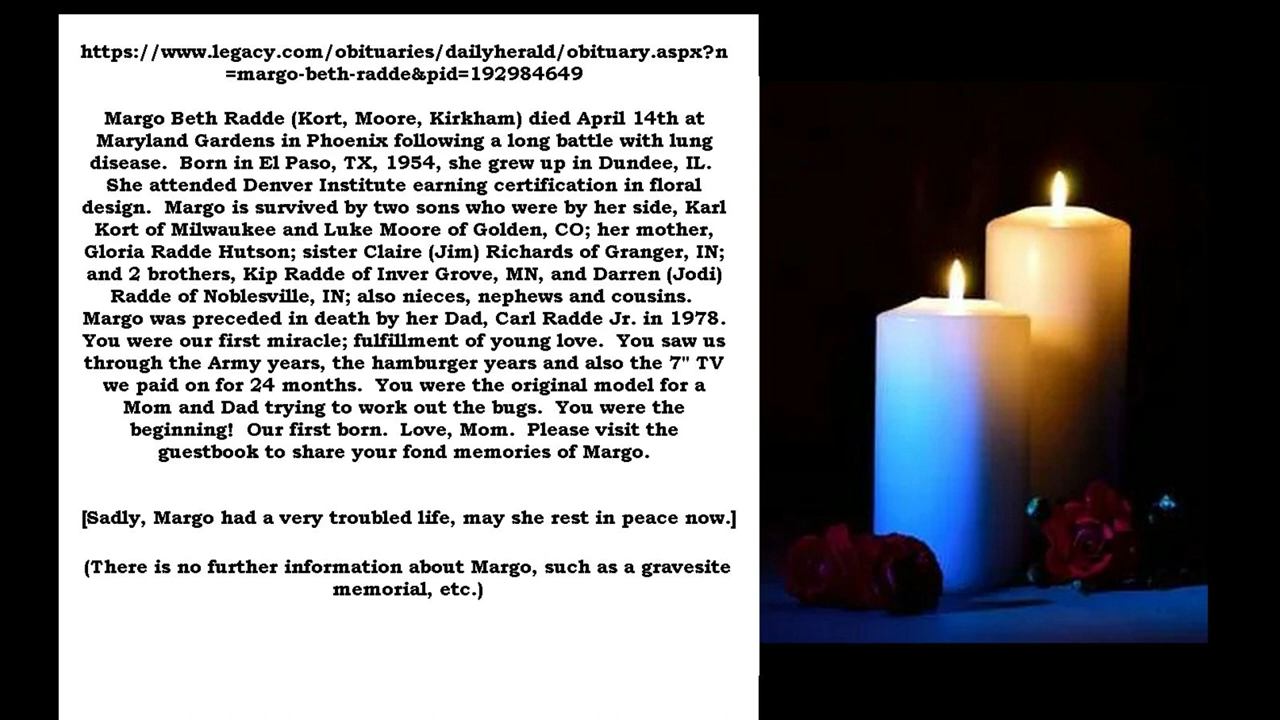 https://www.legacy.com/obituaries/dailyherald/obituary.aspx?n
=margo-beth-radde&pid=192984649
Margo Beth Radde (Kort, Moore, Kirkham) died April 14th at
Maryland Gardens in Phoenix following a long battle with lung
disease.  Born in El Paso, TX, 1954, she grew up in Dundee, IL.
She attended Denver Institute earning certification in floral
design.  Margo is survived by two sons who were by her side, Karl
Kort of Milwaukee and Luke Moore of Golden, CO; her mother,
Gloria Radde Hutson; sister Claire (Jim) Richards of Granger, IN;
and 2 brothers, Kip Radde of Inver Grove, MN, and Darren (Jodi)
Radde of Noblesville, IN; also nieces, nephews and cousins.
Margo was preceded in death by her Dad, Carl Radde Jr. in 1978.
You were our first miracle; fulfillment of young love.  You saw us
through the Army years, the hamburger years and also the 7" TV
we paid on for 24 months.  You were the original model for a
Mom and Dad trying to work out the bugs.  You were the
beginning!  Our first born.  Love, Mom.  Please visit the
guestbook to share your fond memories of Margo.
[Sadly, Margo had a very troubled life, may she rest in peace now.]
(There is no further information about Margo, such as a gravesite
memorial, etc.)